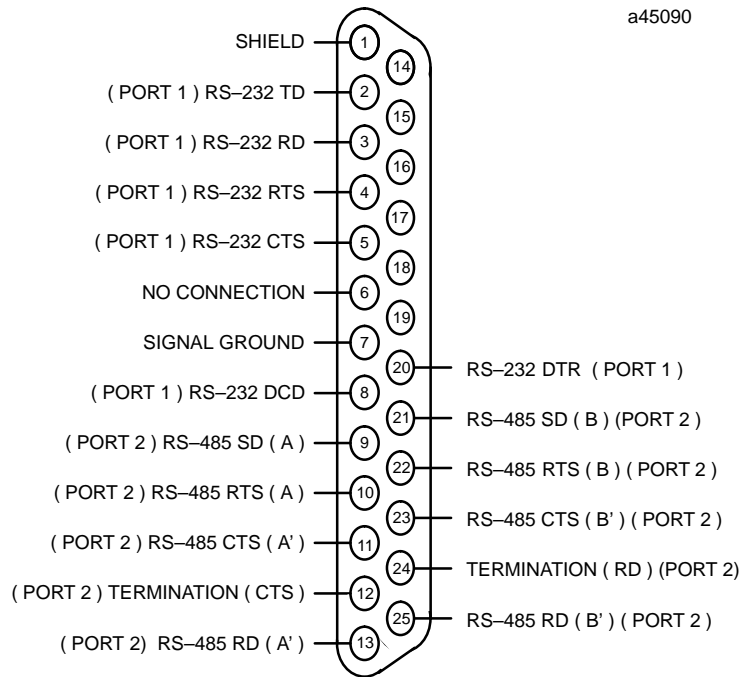 a45090
SHIELD 1
14
( PORT 1 ) RS–232 TD 2
15
( PORT 1 ) RS–232 RD 3
16
( PORT 1 ) RS–232 RTS 4
17
( PORT 1 ) RS–232 CTS 5
18
NO CONNECTION 6
19
SIGNAL GROUND 7
20 RS–232 DTR ( PORT 1 )
( PORT 1 ) RS–232 DCD 8
21 RS–485 SD ( B ) (PORT 2 )
( PORT 2 ) RS–485 SD ( A ) 9
22 RS–485 RTS ( B ) ( PORT 2 )
( PORT 2 ) RS–485 RTS ( A ) 10
23 RS–485 CTS ( B' ) ( PORT 2 )
( PORT 2 ) RS–485 CTS ( A' ) 11
24 TERMINATION ( RD ) (PORT 2)
( PORT 2 ) TERMINATION ( CTS ) 12
25 RS–485 RD ( B' ) ( PORT 2 )
( PORT 2) RS–485 RD ( A' ) 13